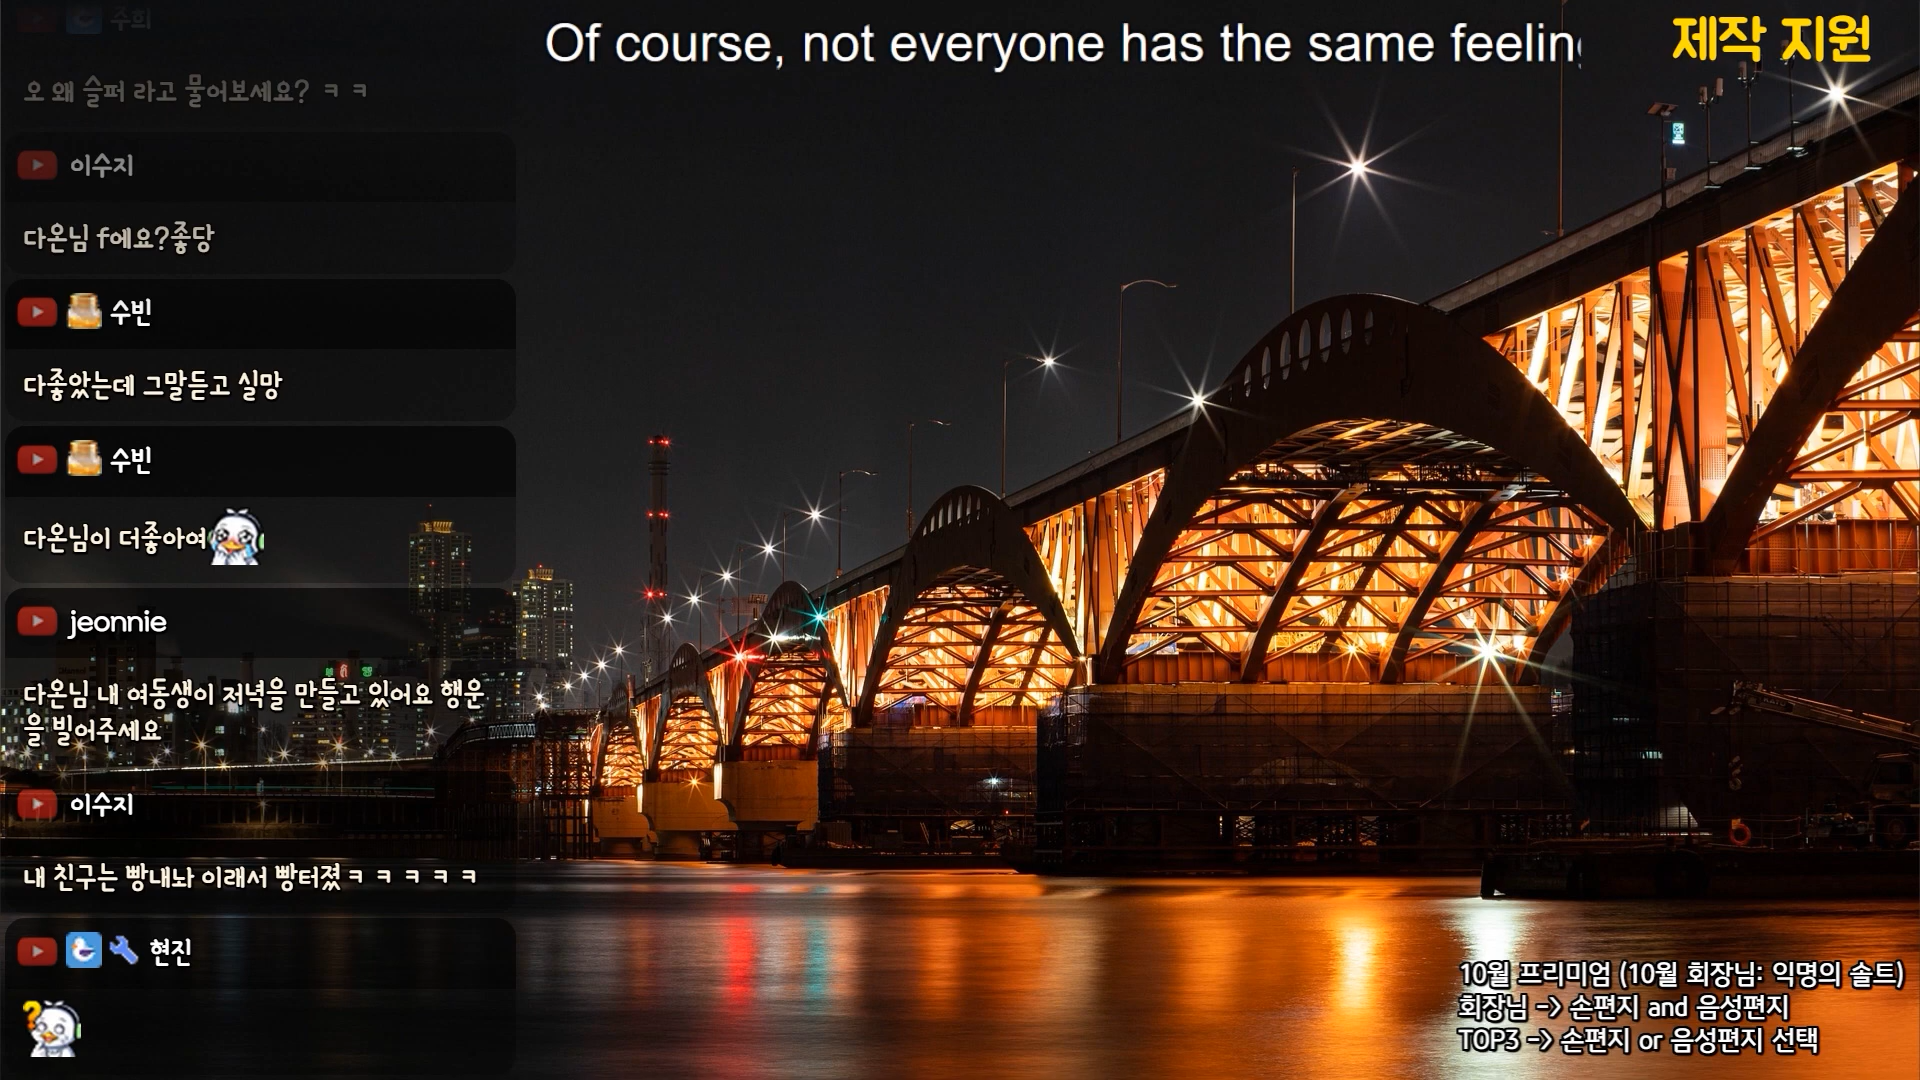 주희
오 왜 슬퍼 라고 물어보세요? ㅋㅋ
이수지
다온님 f에요?좋당
수빈
다좋았는데 그말듣고 실망
수빈
다온님이 더좋아여
jeonnie
다온님 내 여동생이 저녁을 만들고 있어요 행운
을 빌어주세요
이수지
내 친구는 빵내놔 이래서 빵터졌ㅋㅋㅋㅋㅋ
현진
Of course, not everyone has the same feeling
제작 지원
10월 프리미엄 (10월 회장님: 익명의 솔트)
회장님 -> 손편지 and 음성편지
TOP3 -> 손편지 or 음성편지 선택